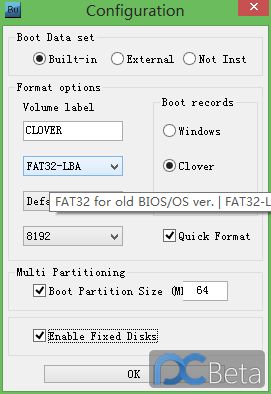 Bu Configuration
Boot Data set
Built-in External Not Inst
Format options
Volume label
CLOVER
FAT32-LBA
FAT32 for old BIOS/OS ver. | FAT32-L
8192
Boot records
Windows
Clover
Quick Format
Multi Partitioning
Boot Partition Size (M 64
Enable Fixed Disks
OK
PCBeta